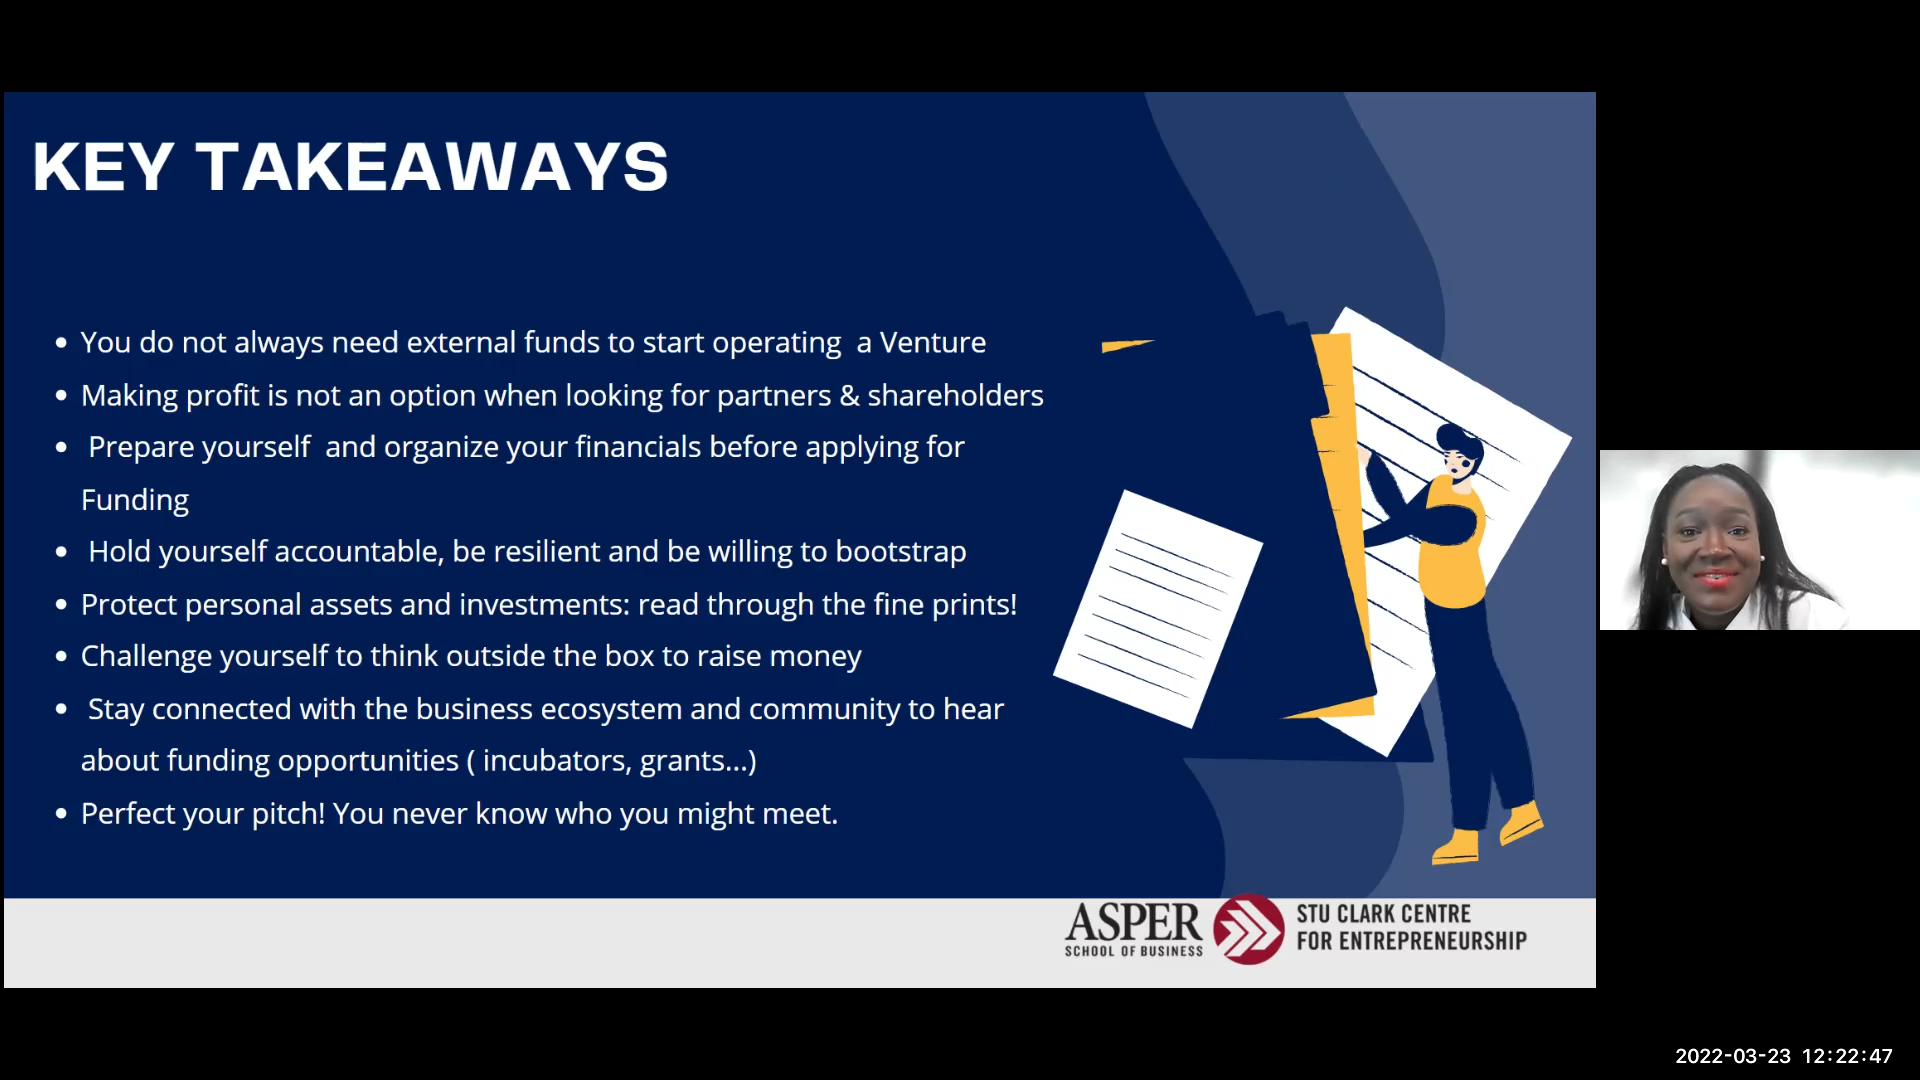 KEY TAKEAWAYS
• You do not always need external funds to start operating  a Venture
• Making profit is not an option when looking for partners & shareholders
•  Prepare yourself  and organize your financials before applying for
Funding
•  Hold yourself accountable, be resilient and be willing to bootstrap
• Protect personal assets and investments: read through the fine prints!
• Challenge yourself to think outside the box to raise money
•  Stay connected with the business ecosystem and community to hear
about funding opportunities ( incubators, grants...)
• Perfect your pitch! You never know who you might meet.
ASPER
SCHOOL OF BUSINESS
STU CLARK CENTRE
FOR ENTREPRENEURSHIP
2022-03-23 12:22:47